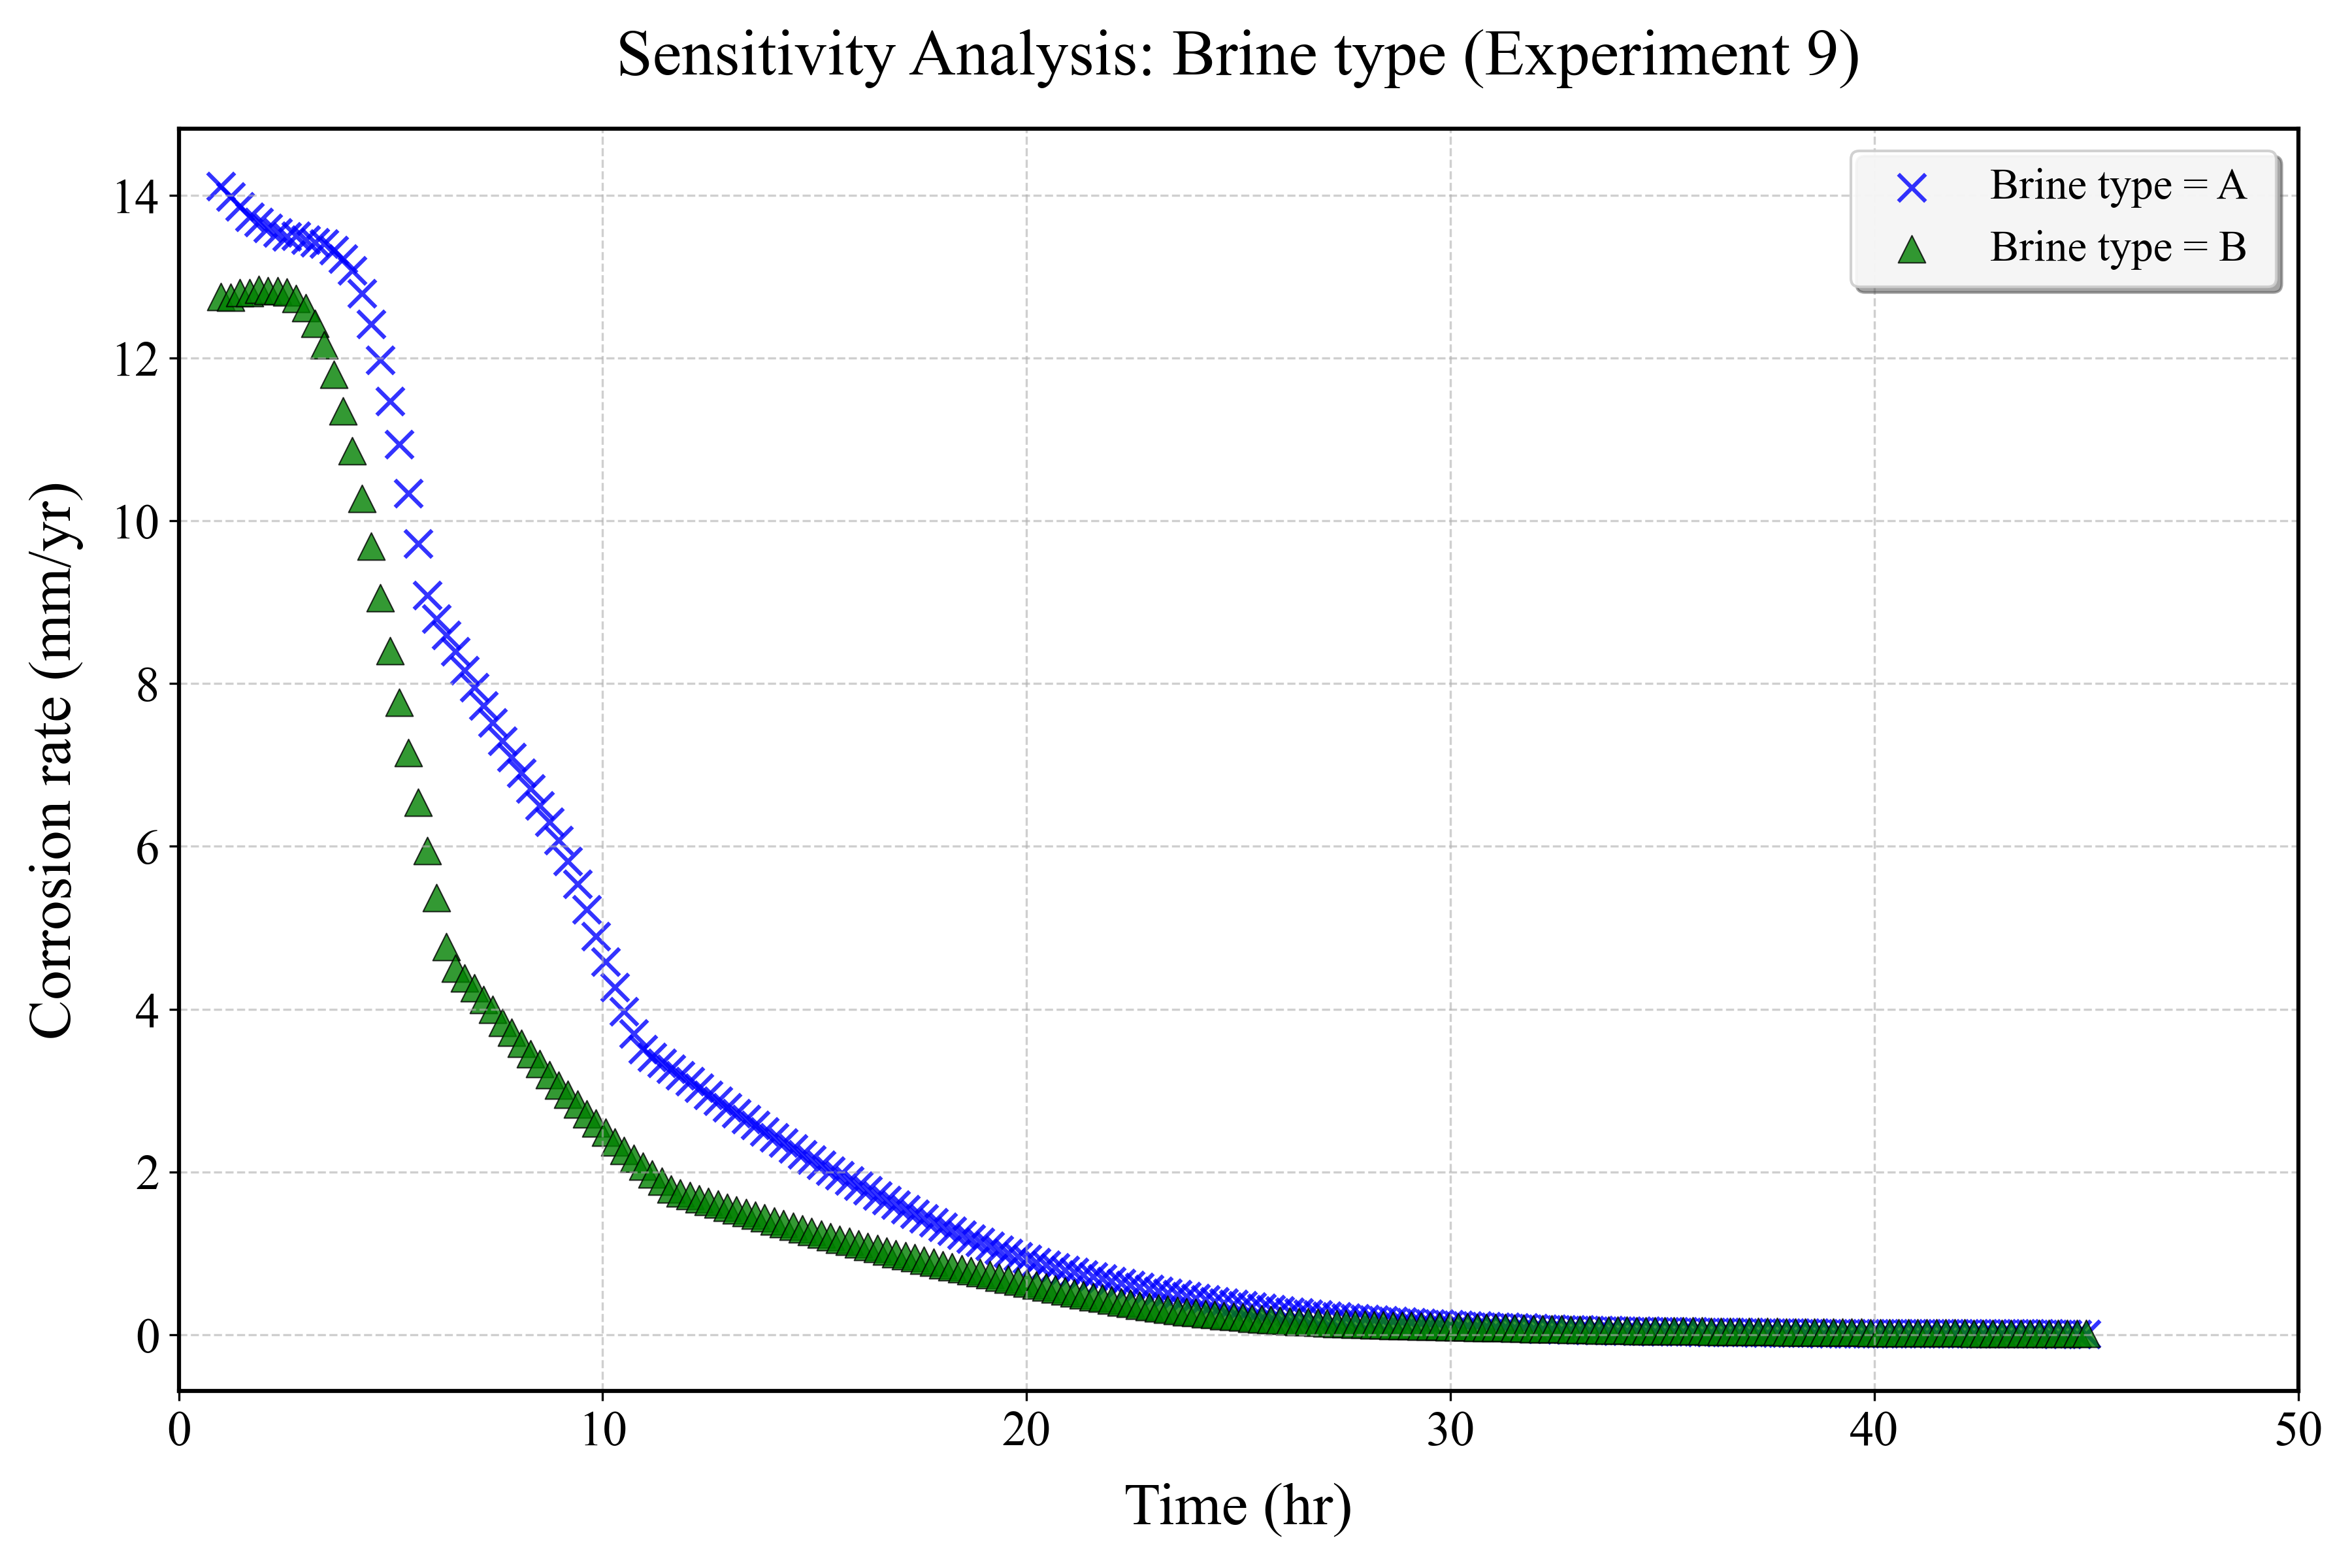 Sensitivity Analysis: Brine type (Experiment 9)
Brine type = A
Brine type = B
Corrosion rate (mm/yr)
14
12
10
8
6
4
2
0
0 10 20 30 40 50
Time (hr)